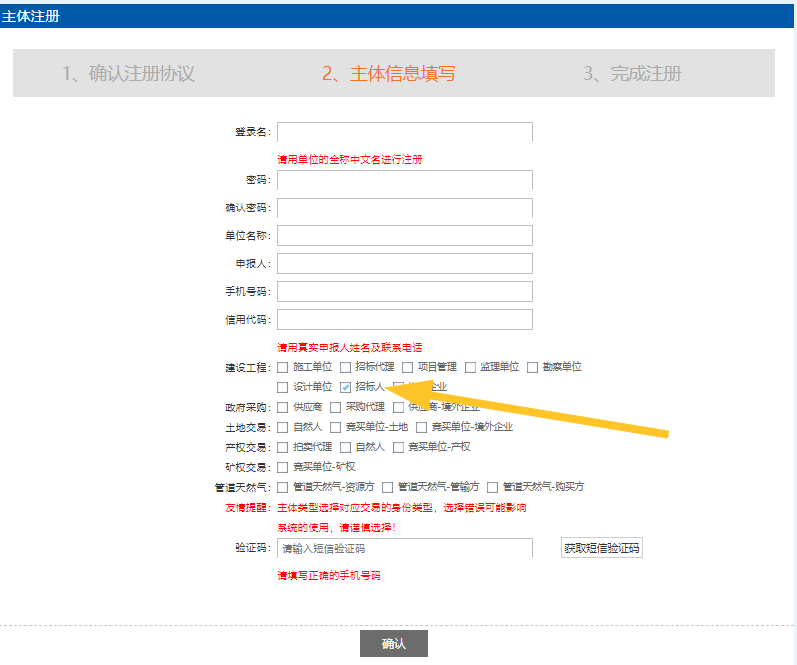 主体注册
1、确认注册协议 2、主体信息填写 3、完成注册
登录名：
请用单位的全称中文名进行注册
密码：
确认密码：
单位名称：
申报人：
手机号码：
信用代码：
请用真实申报人姓名及联系电话
建设工程： 施工单位 招标代理 项目管理 监理单位 勘察单位
设计单位 招标人 企业
政府采购： 供应商 采购代理 供应商-境外企业
土地交易： 自然人 竞买单位-土地 竞买单位-境外企业
产权交易： 拍卖代理 自然人 竞买单位-产权
矿权交易： 竞买单位-矿权
管道天然气： 管道天然气-资源方 管道天然气-管输方 管道天然气-购买方
友情提醒：主体类型选择对应交易的身份类型，选择错误可能影响
系统的使用，请谨慎选择！
验证码： 请输入短信验证码 获取短信验证码
请填写正确的手机号码
确认